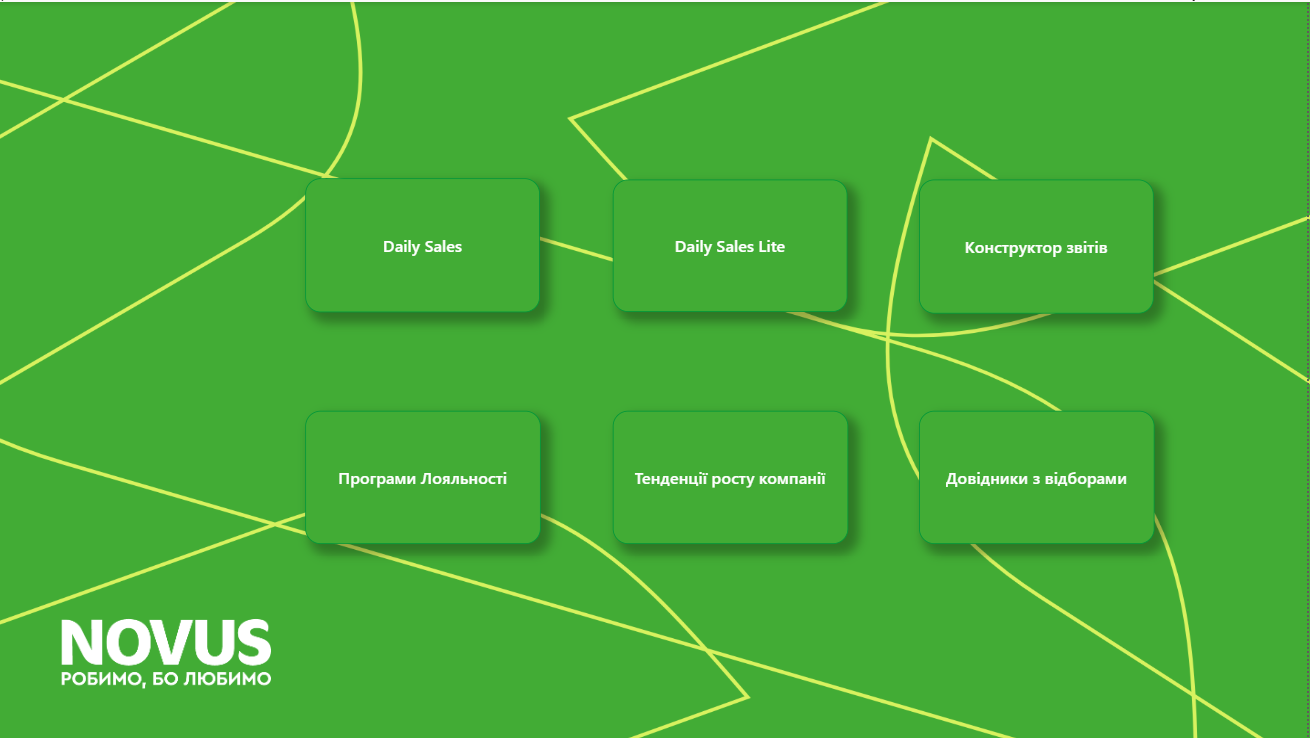 Daily Sales
Daily Sales Lite
Конструктор звітів
Програми Лояльності
Тенденції росту компанії
Довідники з відборами
NOVUS
РОБИМО, БО ЛЮБИМО